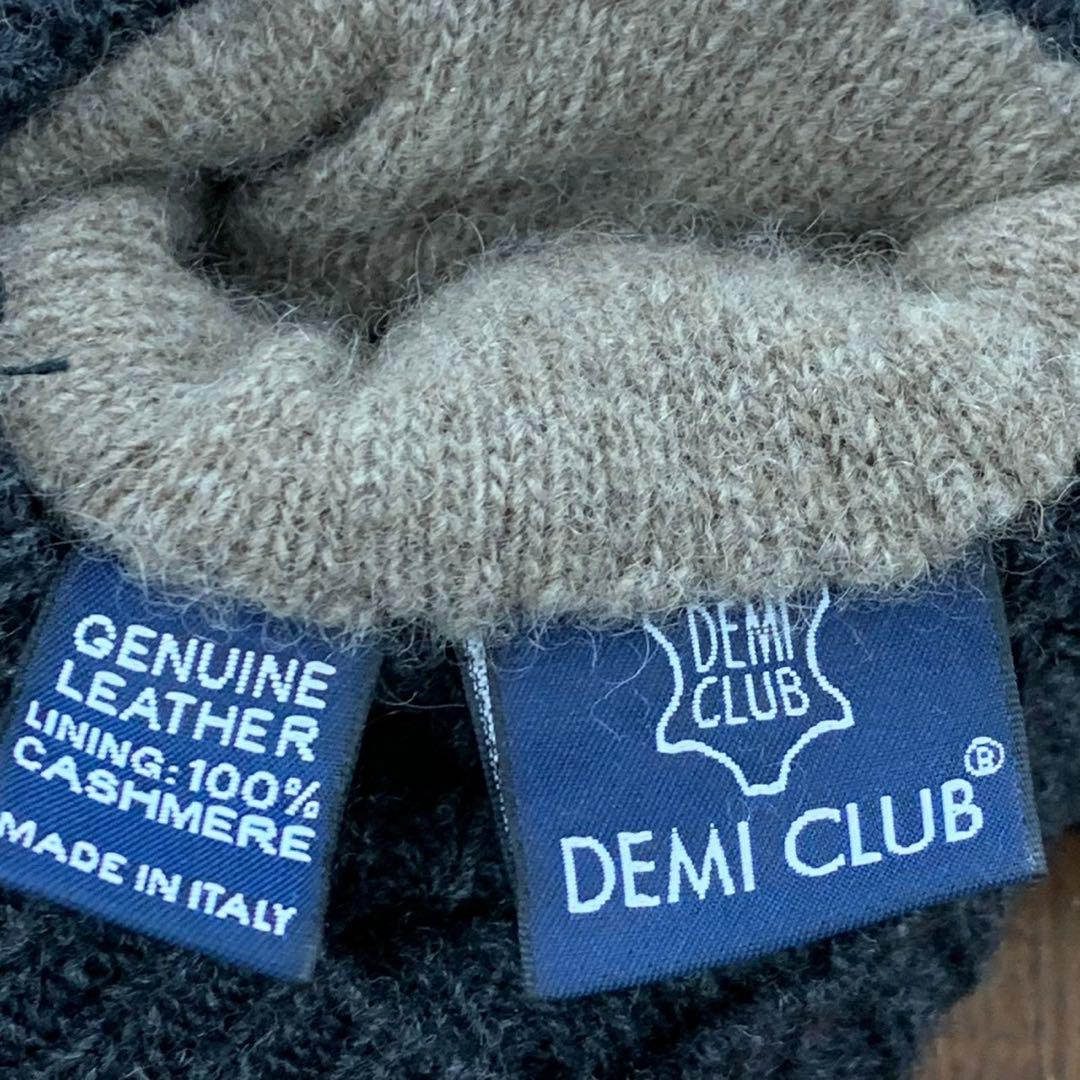 GENUINE
LEATHER
LINING: 100%
CASHMERE
MADE IN ITALY
DEMI
CLUB
DEMI CLUB®